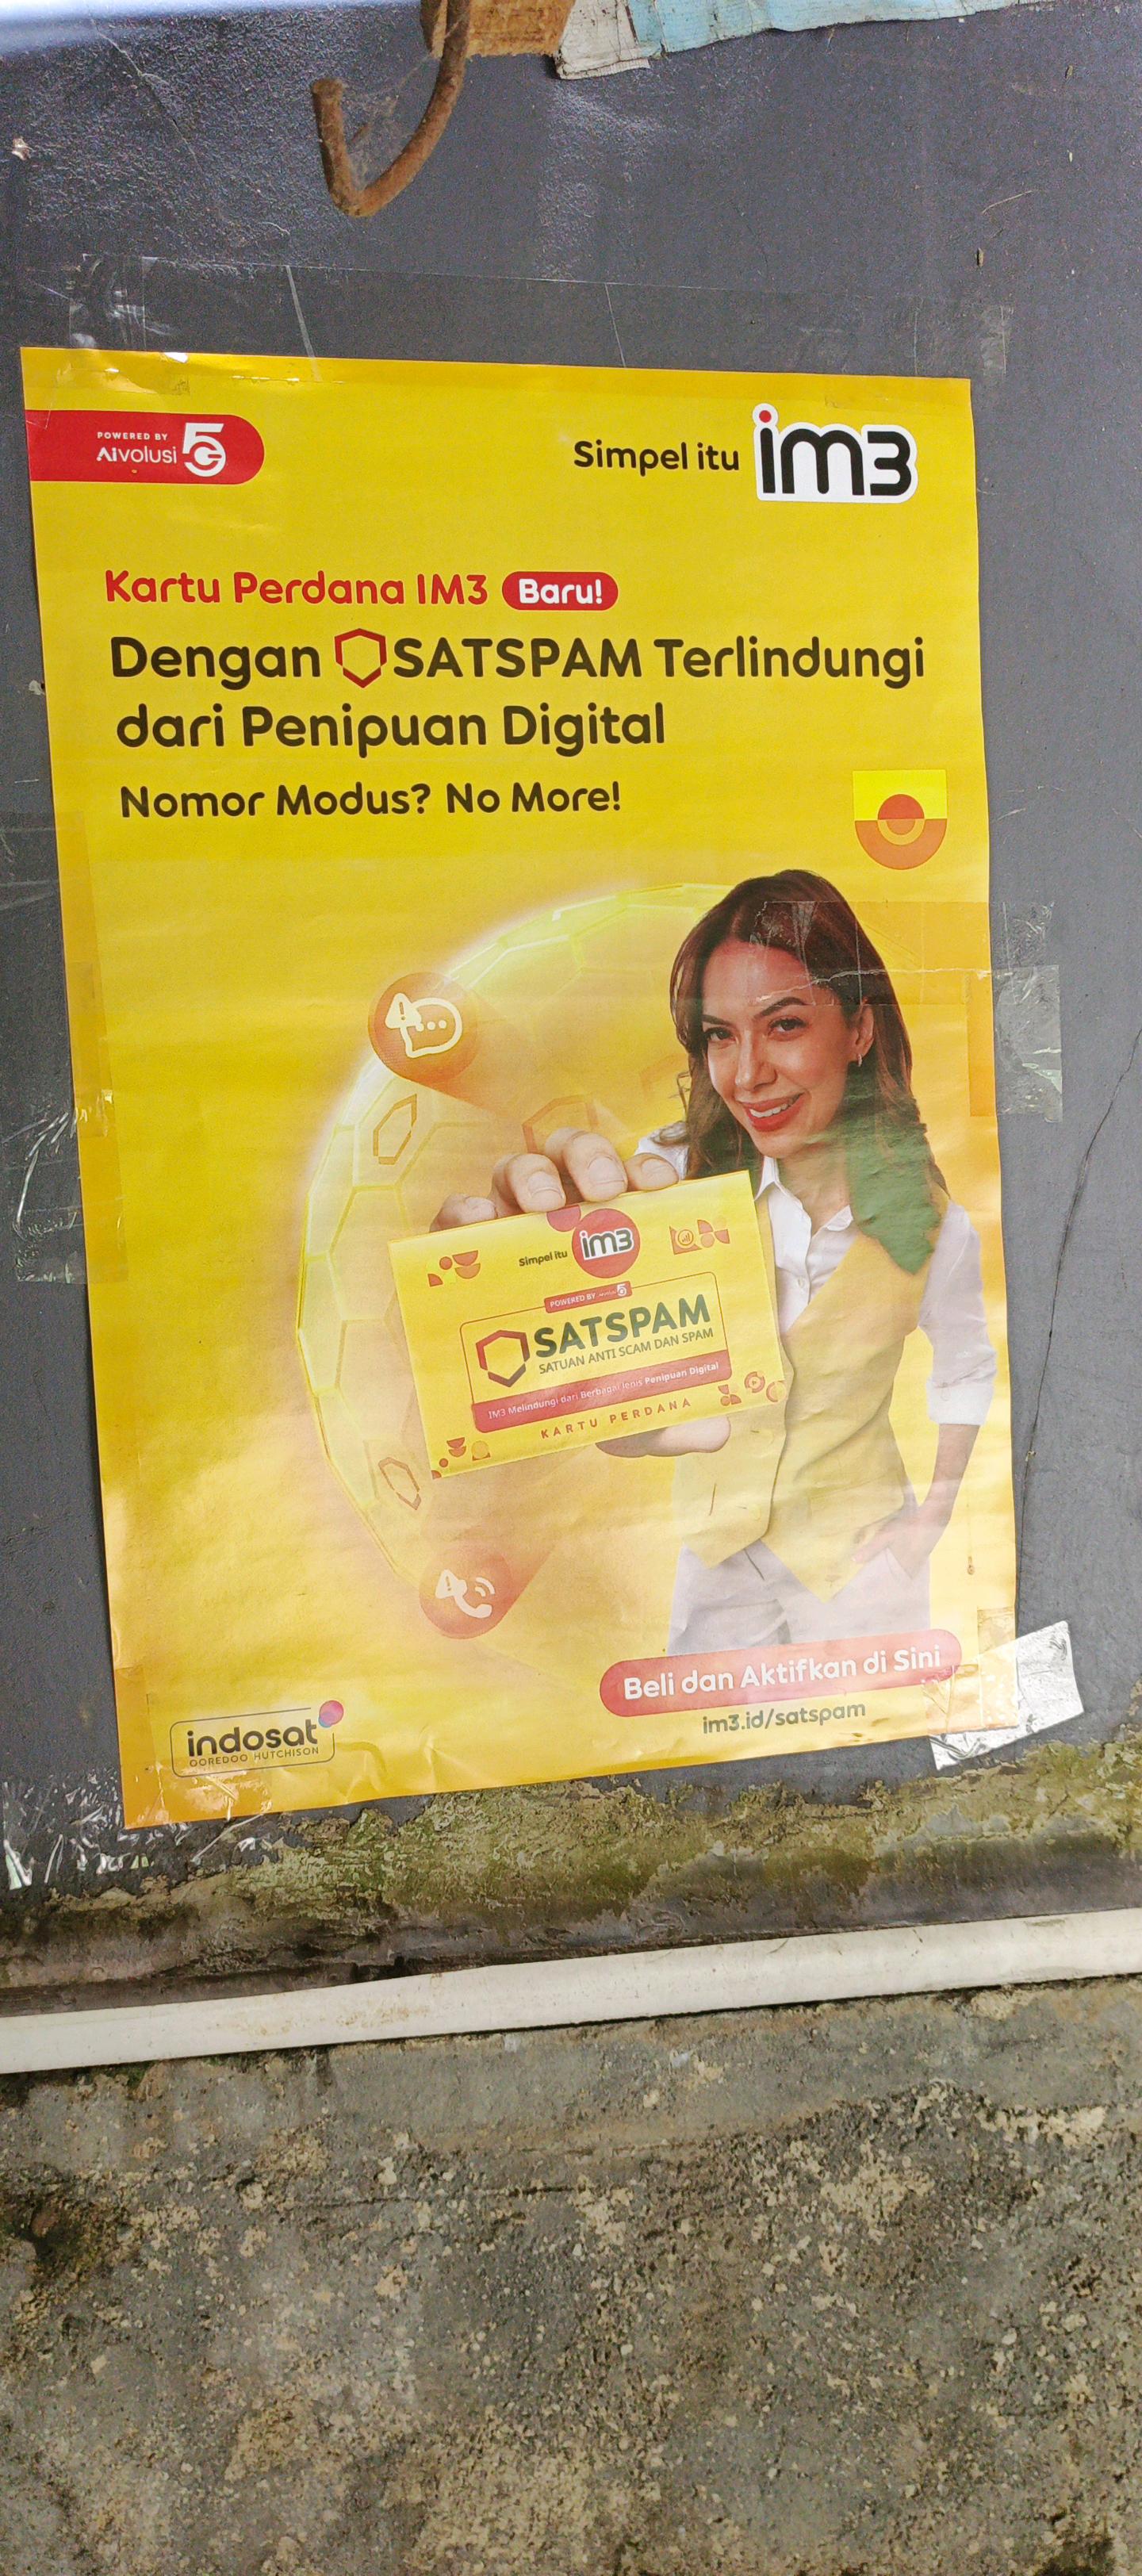 POWERED BY
AIvolusi 5G
Simpel itu im3
Kartu Perdana IM3 Baru!
Dengan SATSPAM Terlindungi
dari Penipuan Digital
Nomor Modus? No More!
Simpel itu im3
POWERED BY AIvolusi 5G
SATSPAM
SATUAN ANTI SCAM DAN SPAM
IM3 Melindungi dari Berbagai Jenis Penipuan Digital
KARTU PERDANA
Beli dan Aktifkan di Sini
im3.id/satspam
indosat
OOREDOO HUTCHISON